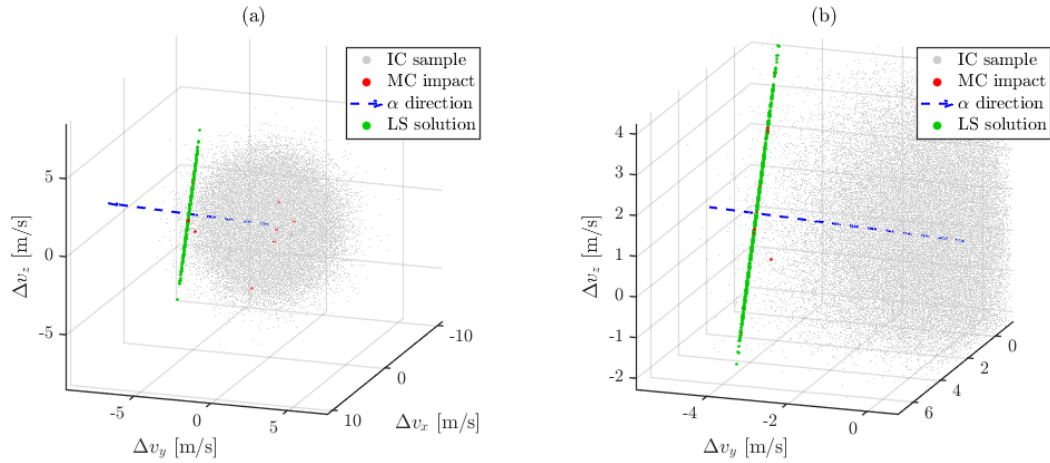 (a)
IC sample
MC impact
α direction
LS solution
5
0
-5
Δv_z [m/s]
-5
0
5
Δv_y [m/s]
10
0
-10
Δv_x [m/s]
(b)
IC sample
MC impact
α direction
LS solution
4
3
2
1
0
-1
-2
Δv_z [m/s]
-4
-2
0
Δv_y [m/s]
6
4
2
0